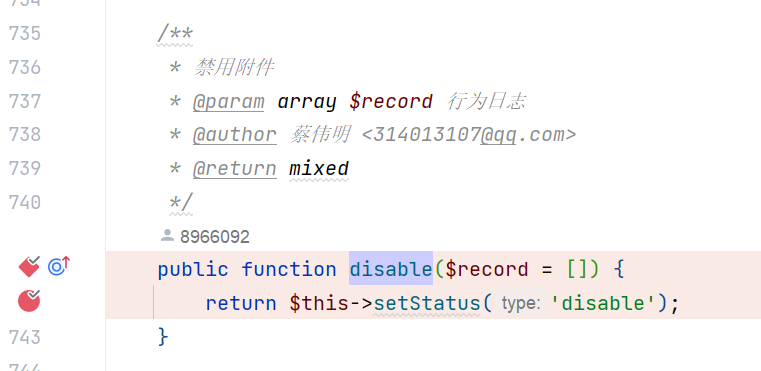 735 /**
736 * 禁用附件
737 * @param array $record 行为日志
738 * @author 蔡伟明 <314013107@qq.com>
739 * @return mixed
740 */
8966092
public function disable($record = []) {
return $this->setStatus( type: 'disable');
743 }